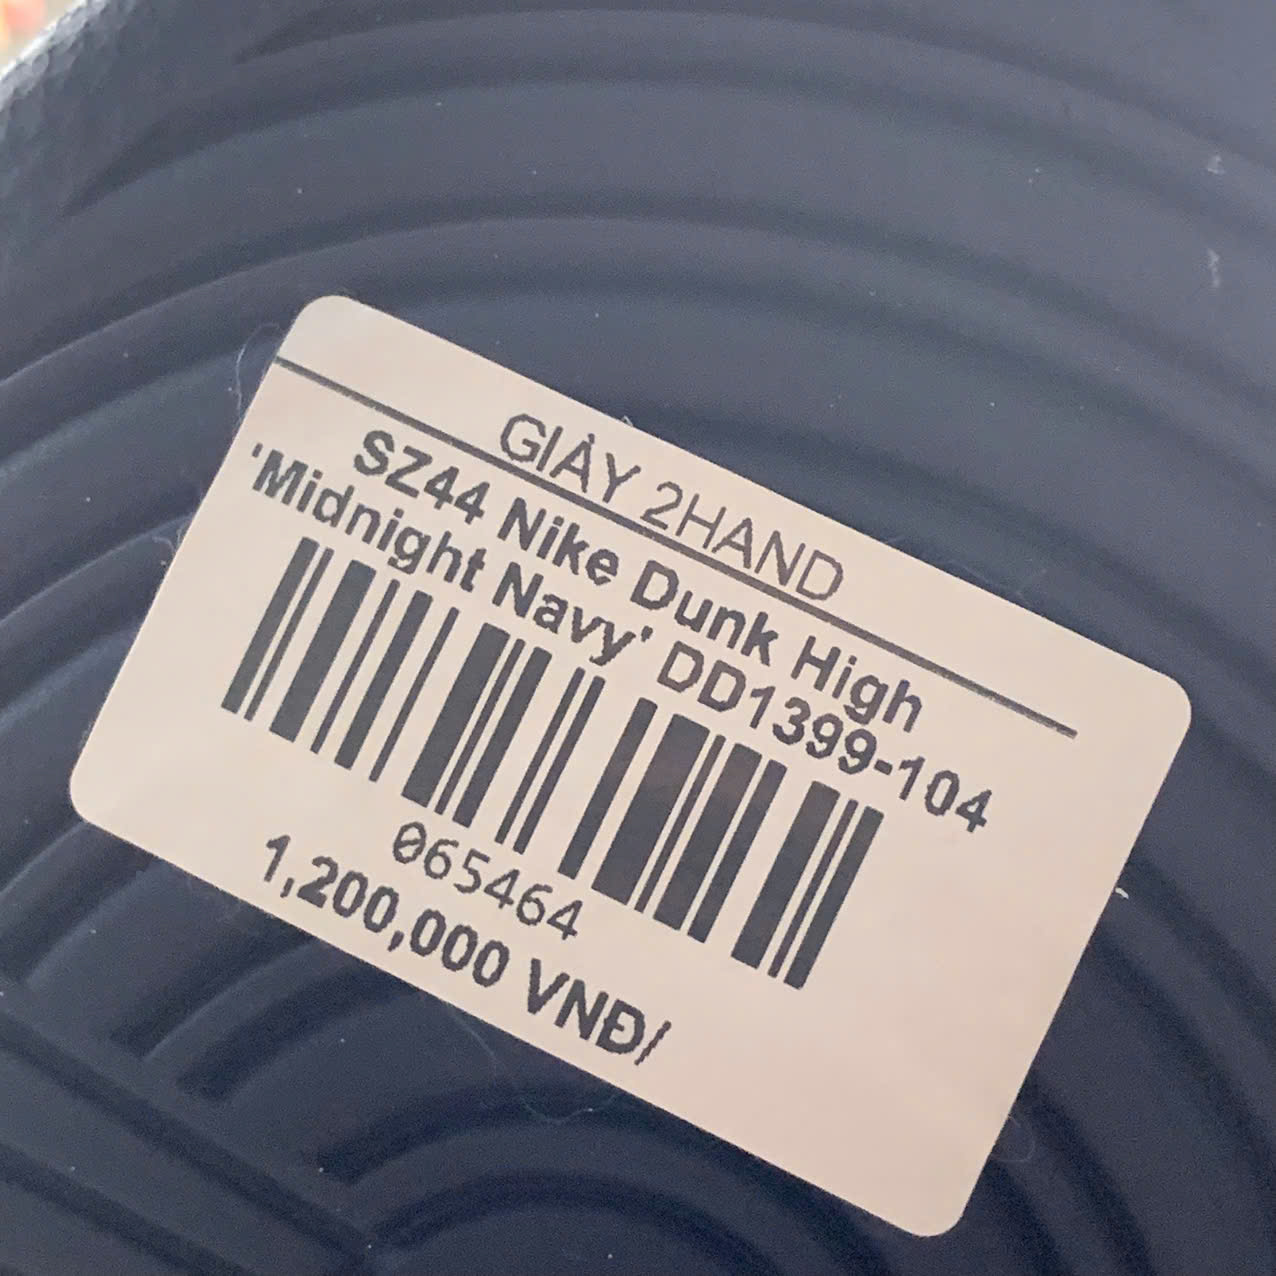 GIÀY 2HAND
SZ44 Nike Dunk High
'Midnight Navy' DD1399-104
065464
1,200,000 VNĐ/